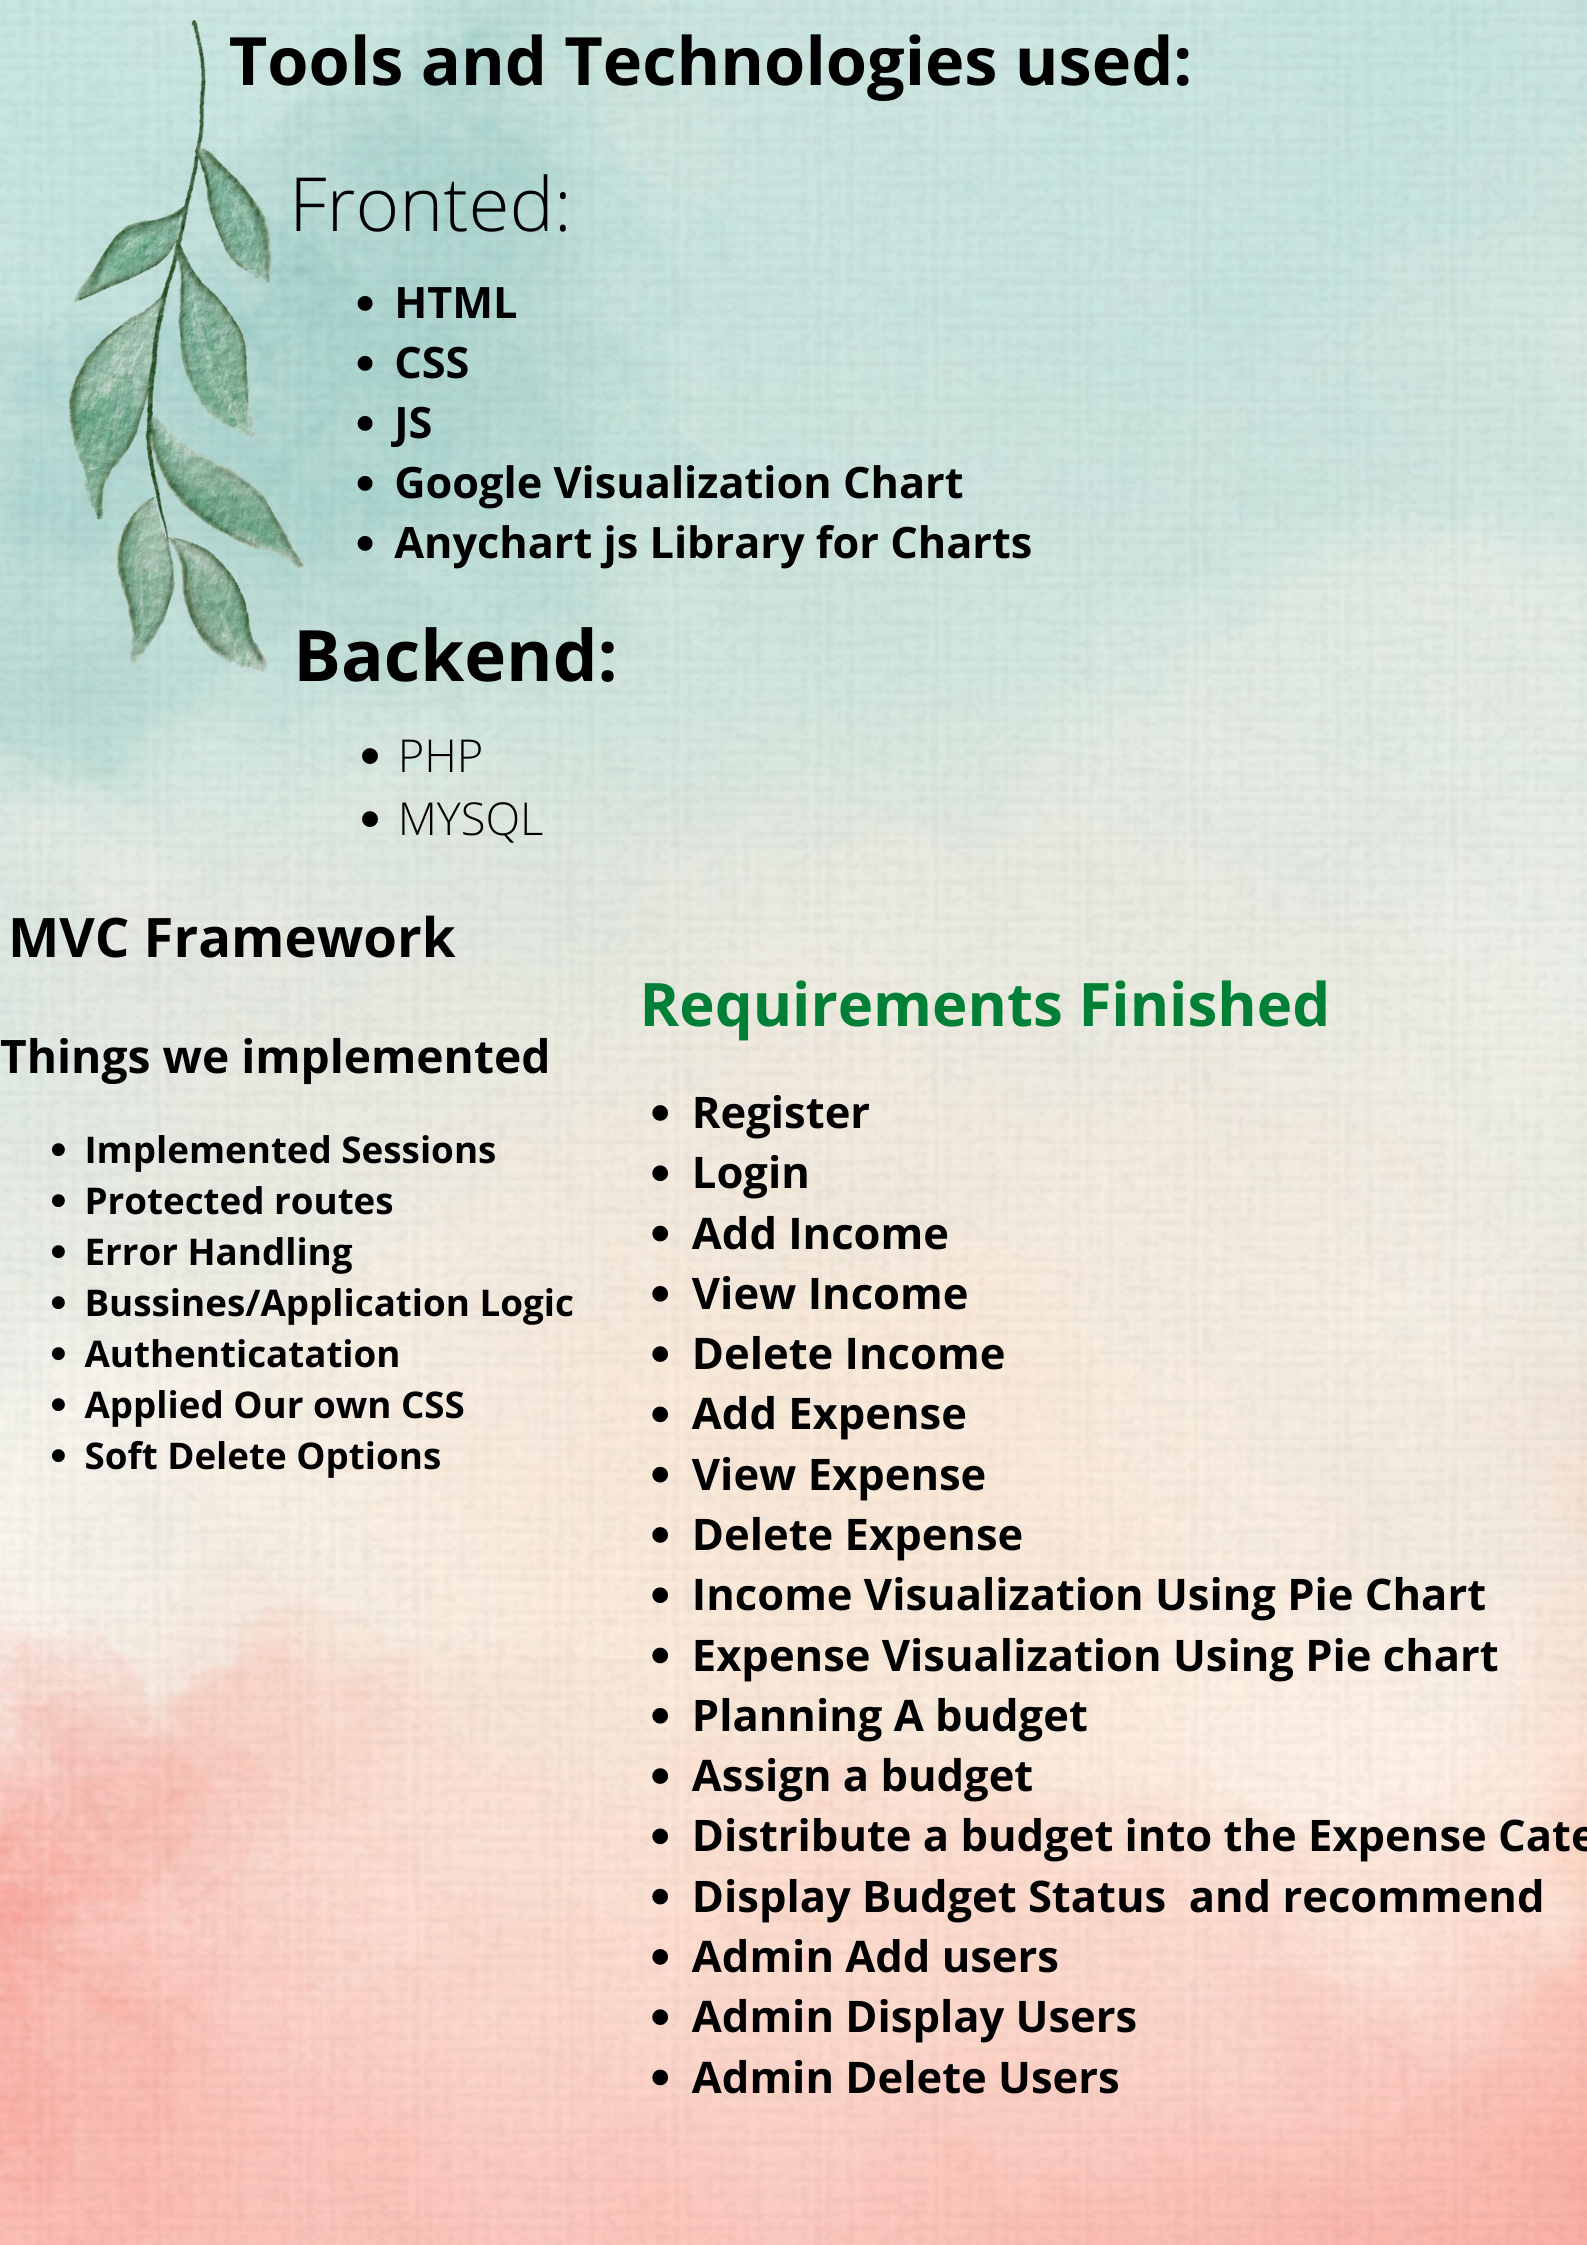 Tools and Technologies used:
Fronted:
• HTML
• CSS
• JS
• Google Visualization Chart
• Anychart js Library for Charts
Backend:
• PHP
• MYSQL
MVC Framework
Things we implemented
• Implemented Sessions
• Protected routes
• Error Handling
• Bussines/Application Logic
• Authenticatation
• Applied Our own CSS
• Soft Delete Options
Requirements Finished
• Register
• Login
• Add Income
• View Income
• Delete Income
• Add Expense
• View Expense
• Delete Expense
• Income Visualization Using Pie Chart
• Expense Visualization Using Pie chart
• Planning A budget
• Assign a budget
• Distribute a budget into the Expense
• Display Budget Status  and recommend
• Admin Add users
• Admin Display Users
• Admin Delete Users